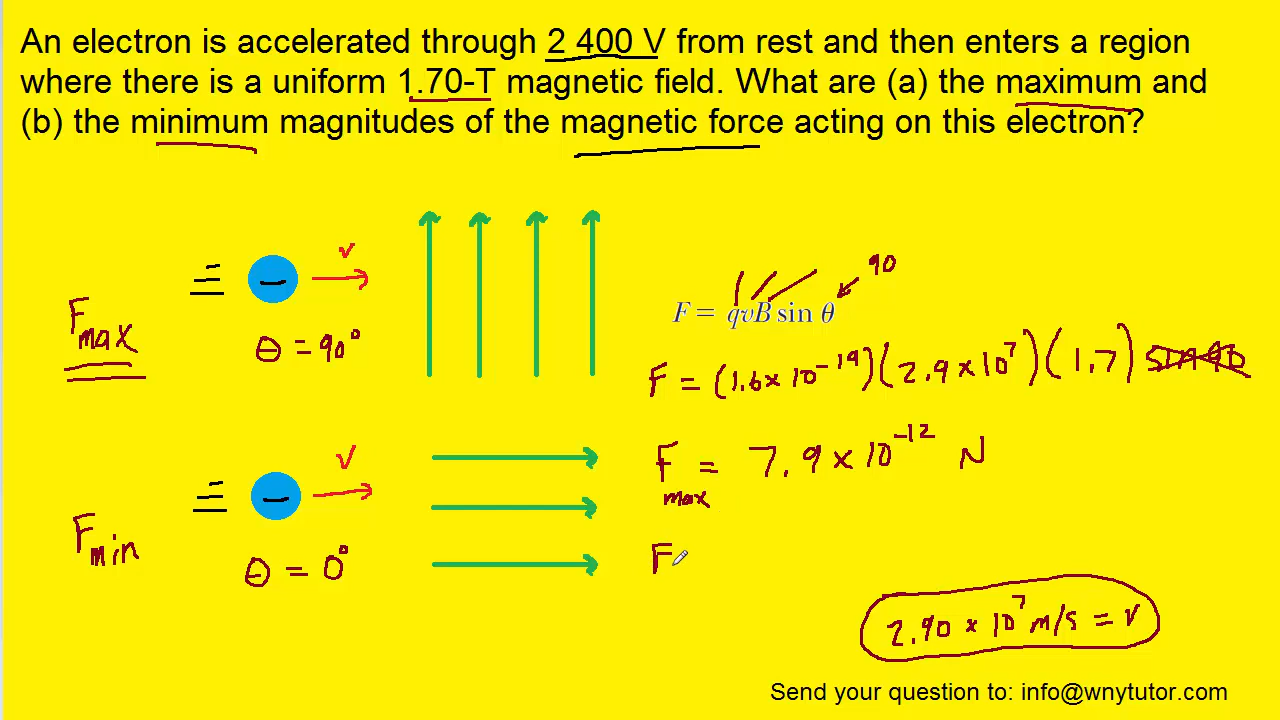 An electron is accelerated through 2 400 V from rest and then enters a region
where there is a uniform 1.70-T magnetic field. What are (a) the maximum and
(b) the minimum magnitudes of the magnetic force acting on this electron?
v
90
F = qvB sin θ
Fmax
θ = 90°
F = (1.6 × 10⁻¹⁹)(2.9 × 10⁷)(1.7) sin 90
Fmax = 7.9 × 10⁻¹² N
v
Fmin
θ = 0°
F
2.90 × 10⁷ m/s = v
Send your question to: info@wnytutor.com